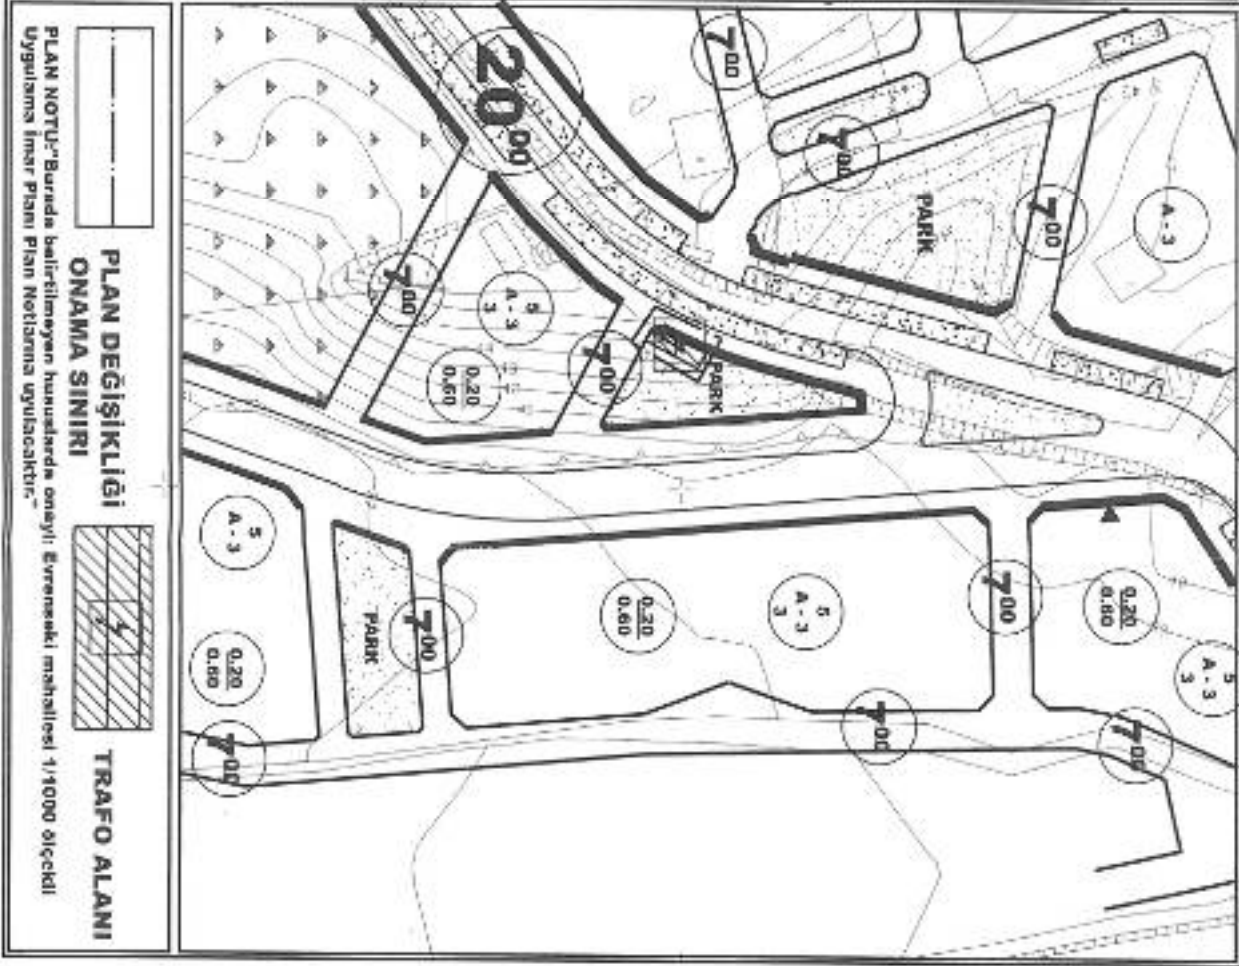 20.00
7.00
7.00
PARK
7.00
A - 3
7.00
5
A - 3
3
0.20
0.60
7.00
PARK
5
A - 3
0.20
0.60
7.00
PARK
7.00
0.20
0.60
5
A - 3
3
7.00
7.00
0.20
0.60
5
A - 3
3
7.00
PLAN DEĞİŞİKLİĞİ
ONAMA SINIRI
TRAFO ALANI
PLAN NOTU:"Burada belirtilmeyen hususlarda onaylı Evrenseki mahallesi 1/1000 ölçekli
Uygulama İmar Planı Plan Notlarına uyulacaktır."